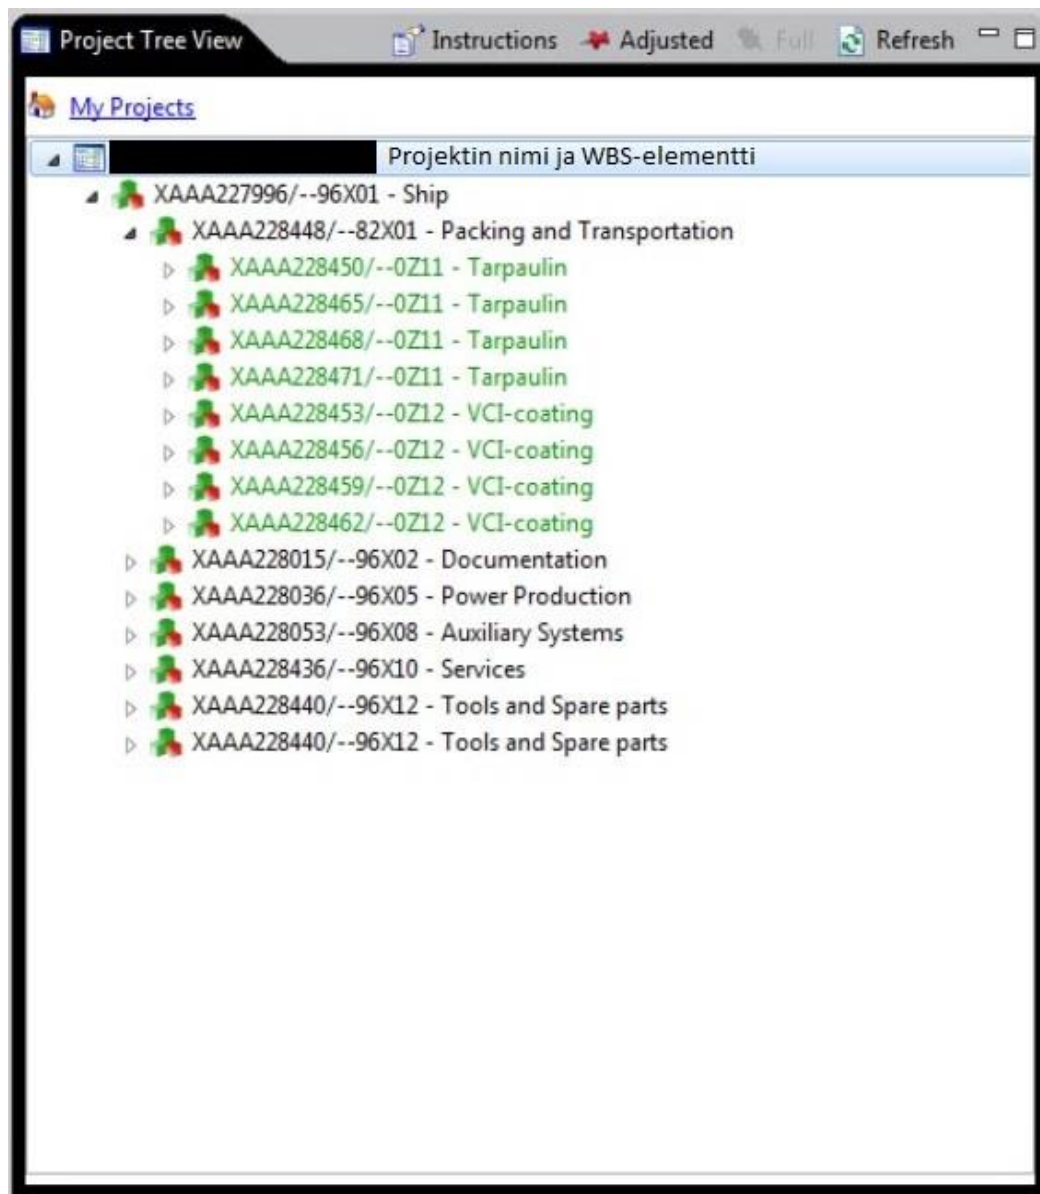 Project Tree View Instructions Adjusted Full Refresh
My Projects
Projektin nimi ja WBS-elementti
XAAA227996/--96X01 - Ship
XAAA228448/--82X01 - Packing and Transportation
XAAA228450/--0Z11 - Tarpaulin
XAAA228465/--0Z11 - Tarpaulin
XAAA228468/--0Z11 - Tarpaulin
XAAA228471/--0Z11 - Tarpaulin
XAAA228453/--0Z12 - VCI-coating
XAAA228456/--0Z12 - VCI-coating
XAAA228459/--0Z12 - VCI-coating
XAAA228462/--0Z12 - VCI-coating
XAAA228015/--96X02 - Documentation
XAAA228036/--96X05 - Power Production
XAAA228053/--96X08 - Auxiliary Systems
XAAA228436/--96X10 - Services
XAAA228440/--96X12 - Tools and Spare parts
XAAA228440/--96X12 - Tools and Spare parts